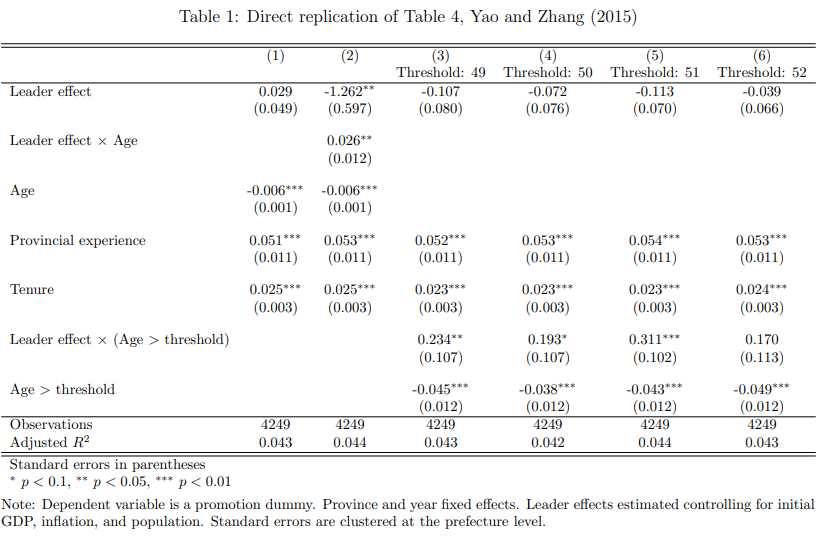 Table 1: Direct replication of Table 4, Yao and Zhang (2015)
(1) (2) (3) (4) (5) (6)
Threshold: 49 Threshold: 50 Threshold: 51 Threshold: 52
Leader effect 0.029 -1.262** -0.107 -0.072 -0.113 -0.039
(0.049) (0.597) (0.080) (0.076) (0.070) (0.066)
Leader effect × Age 0.026**
(0.012)
Age -0.006*** -0.006***
(0.001) (0.001)
Provincial experience 0.051*** 0.053*** 0.052*** 0.053*** 0.054*** 0.053***
(0.011) (0.011) (0.011) (0.011) (0.011) (0.011)
Tenure 0.025*** 0.025*** 0.023*** 0.023*** 0.023*** 0.024***
(0.003) (0.003) (0.003) (0.003) (0.003) (0.003)
Leader effect × (Age > threshold) 0.234** 0.193* 0.311*** 0.170
(0.107) (0.107) (0.102) (0.113)
Age > threshold -0.045*** -0.038*** -0.043*** -0.049***
(0.012) (0.012) (0.012) (0.012)
Observations 4249 4249 4249 4249 4249 4249
Adjusted R² 0.043 0.044 0.043 0.042 0.044 0.043
Standard errors in parentheses
* p < 0.1, ** p < 0.05, *** p < 0.01
Note: Dependent variable is a promotion dummy. Province and year fixed effects. Leader effects estimated controlling for initial
GDP, inflation, and population. Standard errors are clustered at the prefecture level.